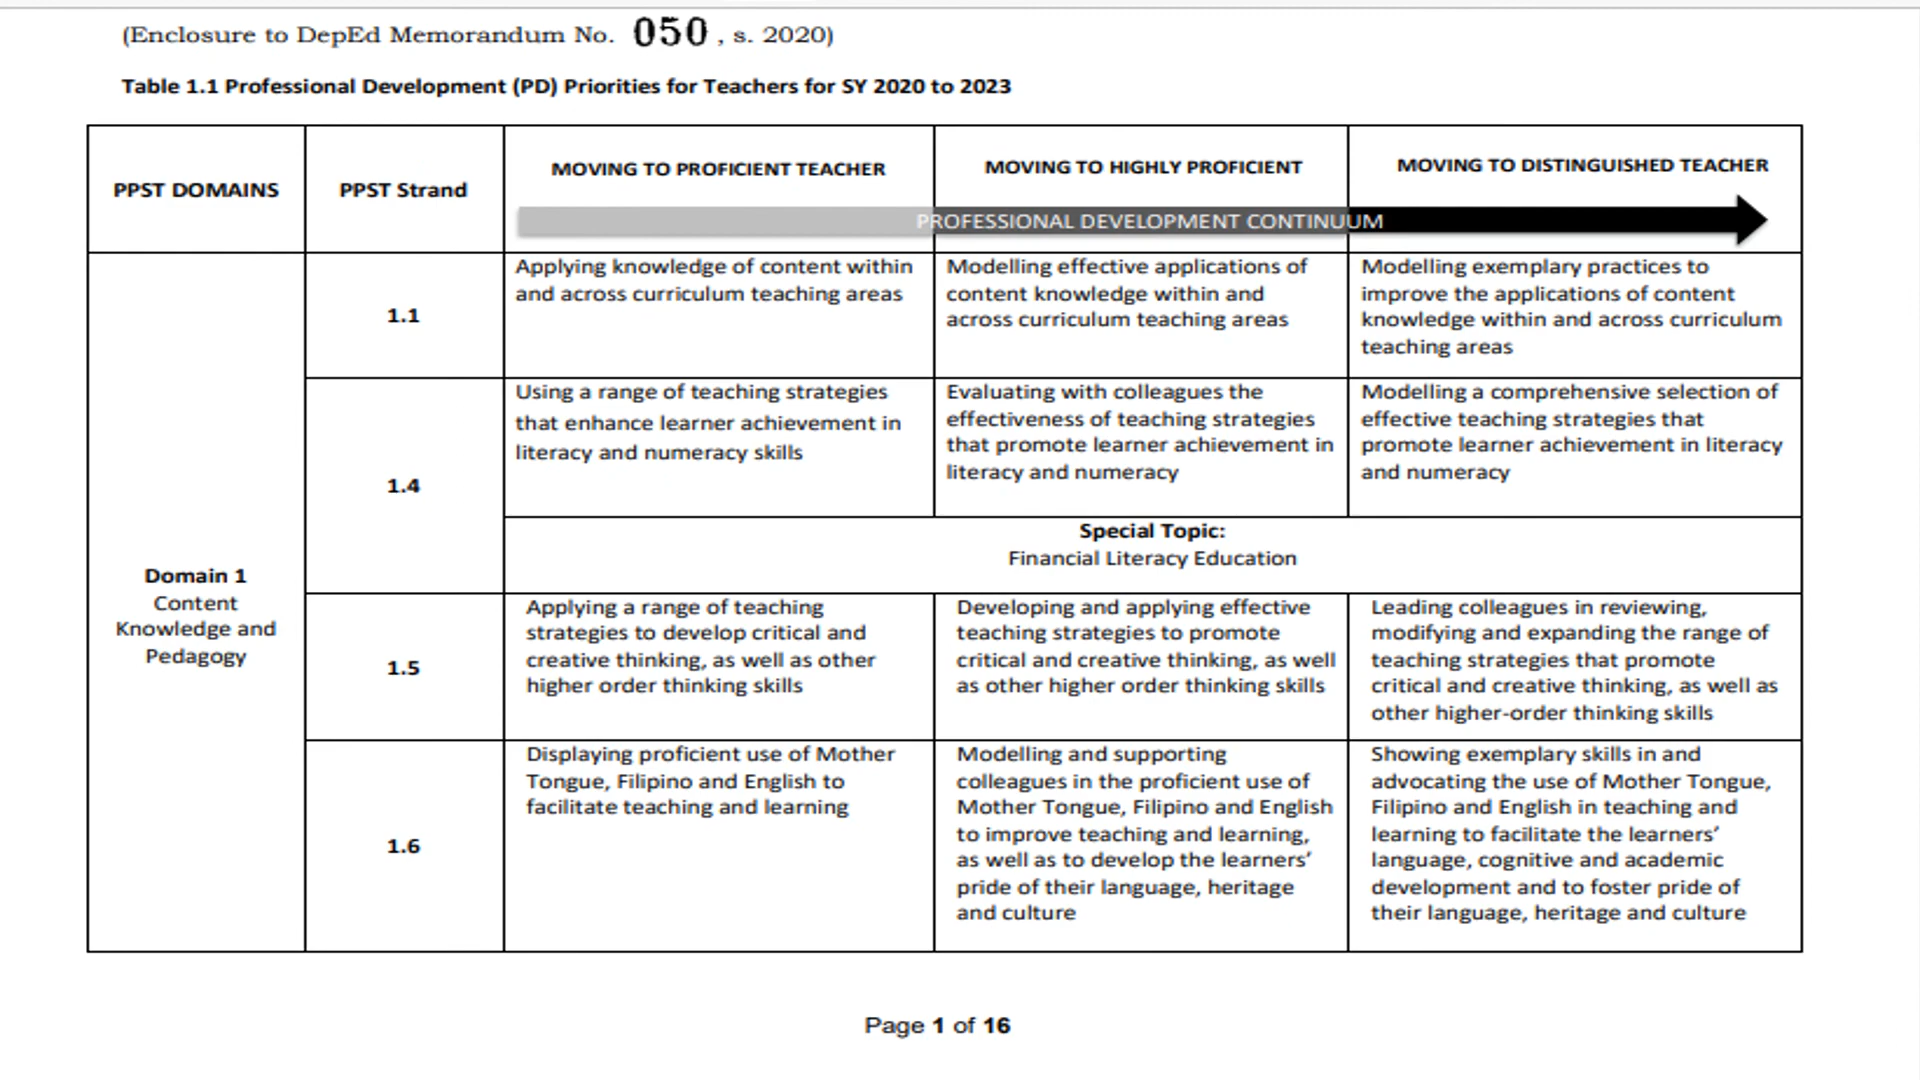 (Enclosure to DepEd Memorandum No. 050 , s. 2020)
Table 1.1 Professional Development (PD) Priorities for Teachers for SY 2020 to 2023
PPST DOMAINS
PPST Strand
MOVING TO PROFICIENT TEACHER
MOVING TO HIGHLY PROFICIENT
MOVING TO DISTINGUISHED TEACHER
PROFESSIONAL DEVELOPMENT CONTINUUM
Domain 1
Content
Knowledge and
Pedagogy
1.1
Applying knowledge of content within
and across curriculum teaching areas
Modelling effective applications of
content knowledge within and
across curriculum teaching areas
Modelling exemplary practices to
improve the applications of content
knowledge within and across curriculum
teaching areas
1.4
Using a range of teaching strategies
that enhance learner achievement in
literacy and numeracy skills
Evaluating with colleagues the
effectiveness of teaching strategies
that promote learner achievement in
literacy and numeracy
Modelling a comprehensive selection of
effective teaching strategies that
promote learner achievement in literacy
and numeracy
Special Topic:
Financial Literacy Education
1.5
Applying a range of teaching
strategies to develop critical and
creative thinking, as well as other
higher order thinking skills
Developing and applying effective
teaching strategies to promote
critical and creative thinking, as well
as other higher order thinking skills
Leading colleagues in reviewing,
modifying and expanding the range of
teaching strategies that promote
critical and creative thinking, as well as
other higher-order thinking skills
1.6
Displaying proficient use of Mother
Tongue, Filipino and English to
facilitate teaching and learning
Modelling and supporting
colleagues in the proficient use of
Mother Tongue, Filipino and English
to improve teaching and learning,
as well as to develop the learners’
pride of their language, heritage
and culture
Showing exemplary skills in and
advocating the use of Mother Tongue,
Filipino and English in teaching and
learning to facilitate the learners’
language, cognitive and academic
development and to foster pride of
their language, heritage and culture
Page 1 of 16